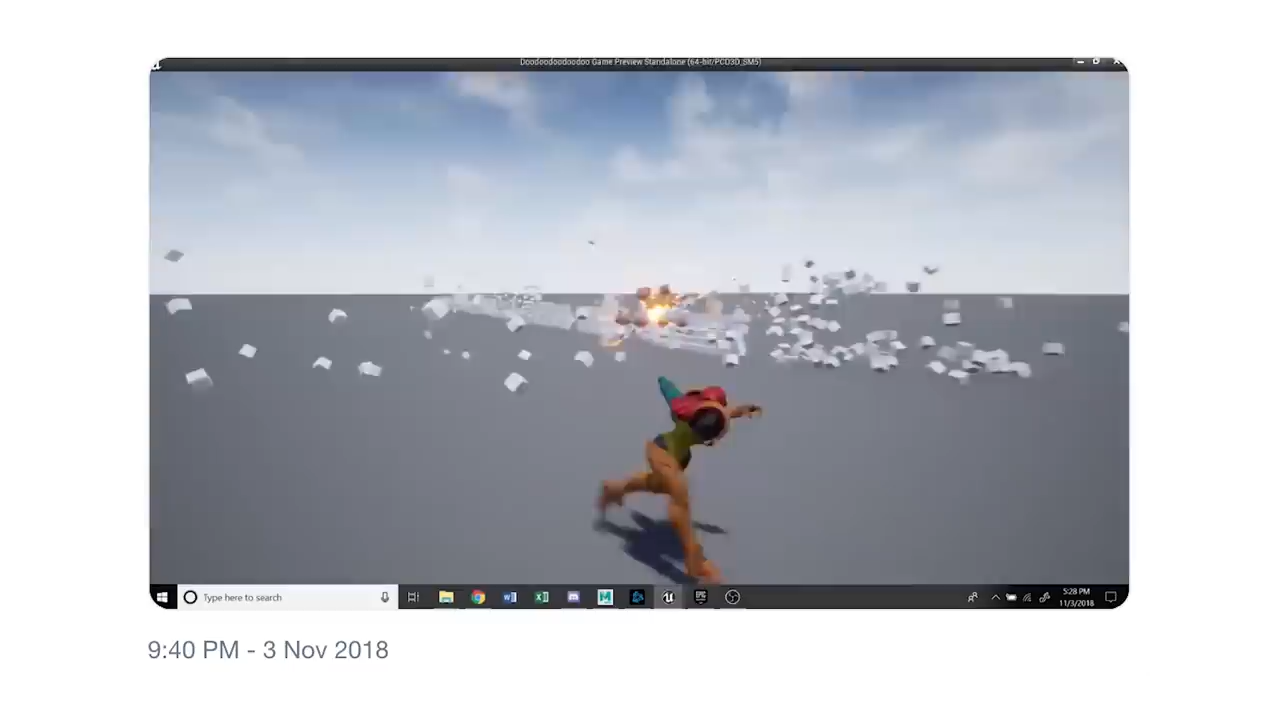 Doodoodoodoodoo Game Preview Standalone (64-bit/PCD3D_SM5)
Type here to search
5:28 PM
11/3/2018
9:40 PM - 3 Nov 2018